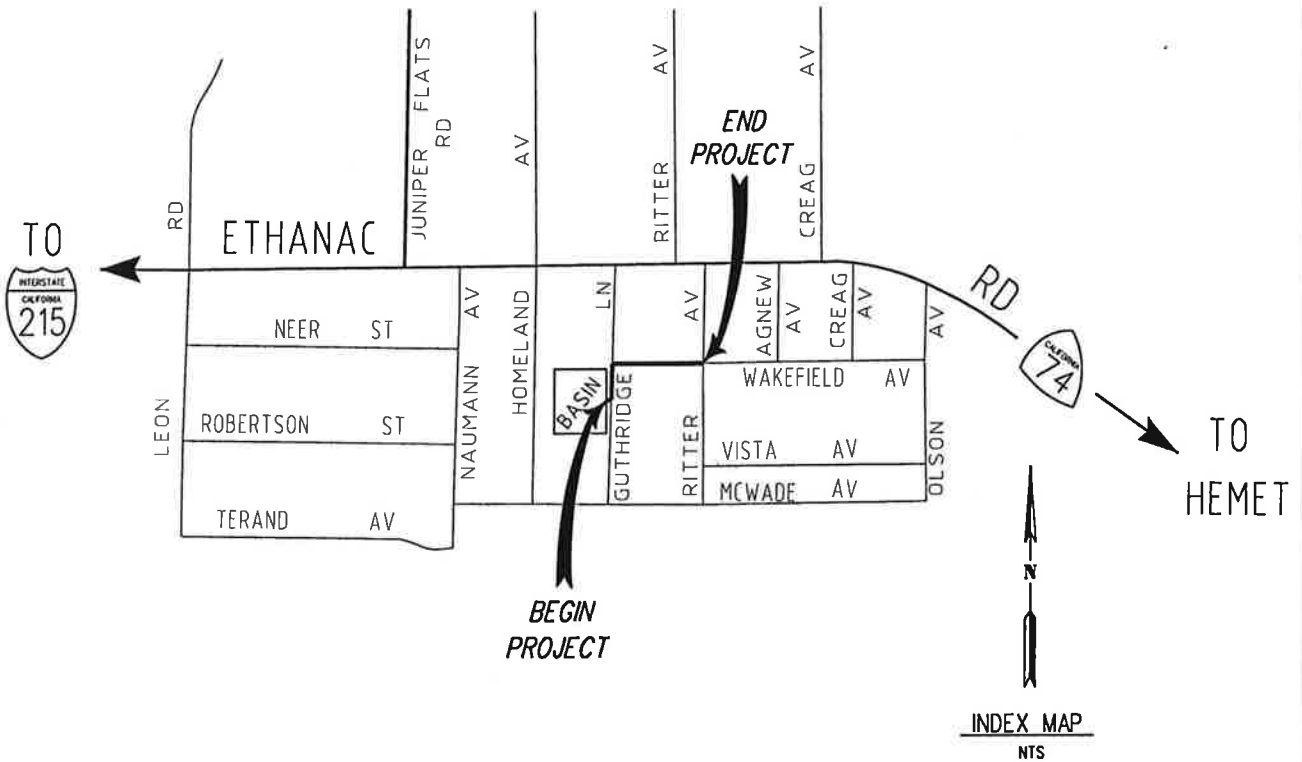 JUNIPER FLATS
RD
AV
RITTER AV
CREAG AV
END
PROJECT
RD
TO
ETHANAC
INTERSTATE
CALIFORNIA
215
RD
CALIFORNIA
74
TO
HEMET
NEER ST
ROBERTSON ST
TERAND AV
LEON
NAUMANN AV
HOMELAND
BASIN
GUTHRIDGE LN
RITTER AV
AGNEW
AV
CREAG
AV
OLSON AV
WAKEFIELD AV
VISTA AV
MCWADE AV
BEGIN
PROJECT
N
INDEX MAP
NTS